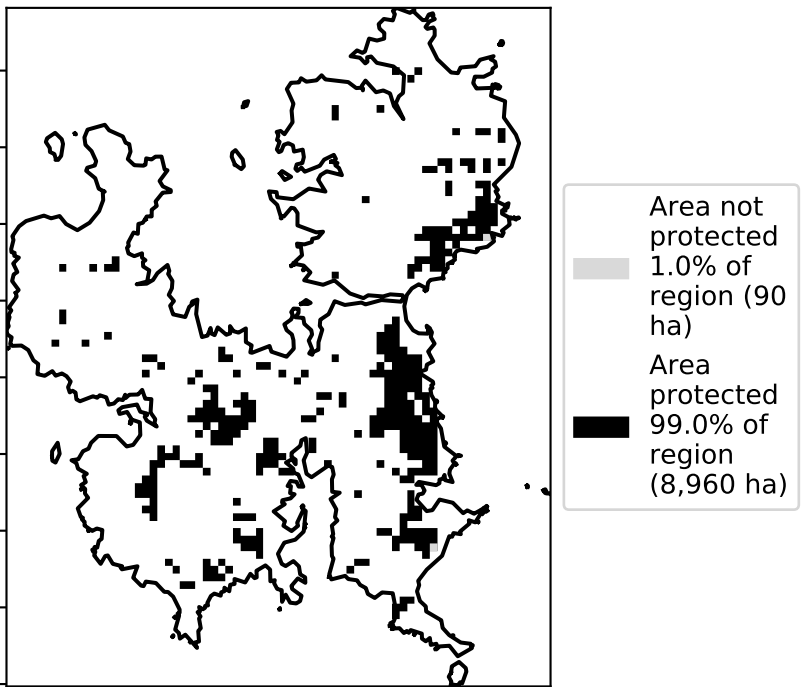 Area not
protected
1.0% of
region (90
ha)
Area
protected
99.0% of
region
(8,960 ha)